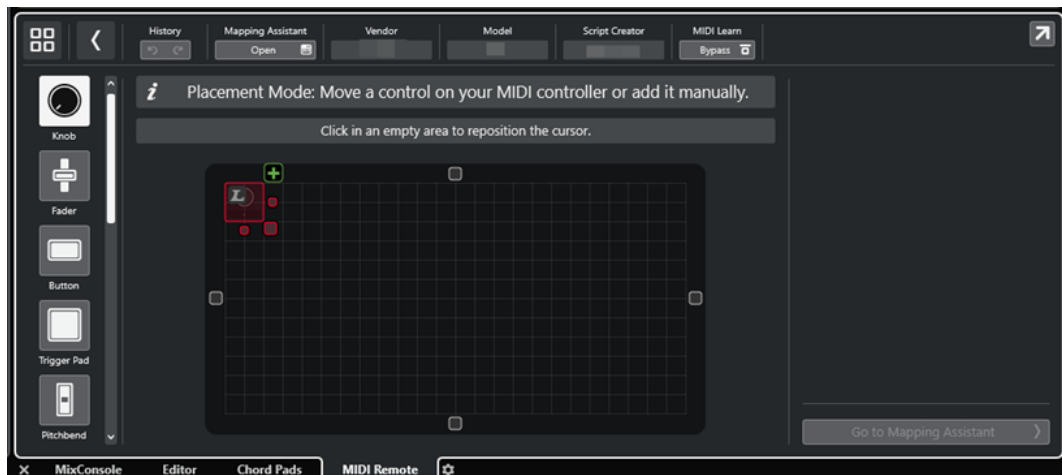 History
Mapping Assistant
Vendor
Model
Script Creator
MIDI Learn
Open
Bypass
i Placement Mode: Move a control on your MIDI controller or add it manually.
Click in an empty area to reposition the cursor.
Knob
Fader
Button
Trigger Pad
Pitchbend
L
Go to Mapping Assistant
MixConsole
Editor
Chord Pads
MIDI Remote